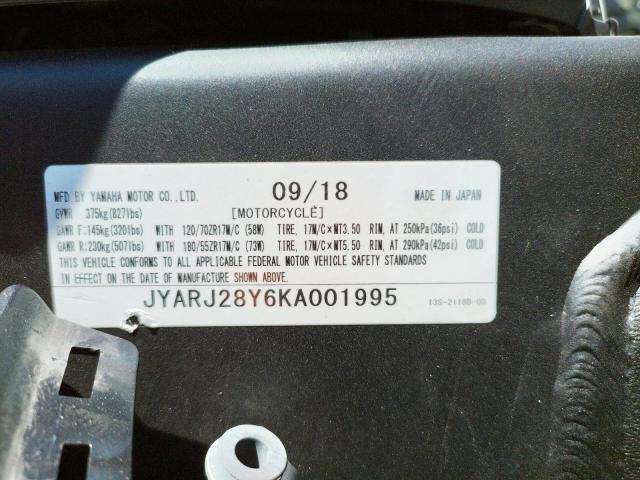 MFD BY YAMAHA MOTOR CO.,LTD. 09/18 MADE IN JAPAN
GVWR 375kg(827lbs) [MOTORCYCLE]
GAWR F:145kg(320lbs) WITH 120/70ZR17M/C (58W) TIRE, 17M/C×MT3.50 RIM, AT 250kPa(36psi) COLD
GAWR R:230kg(507lbs) WITH 180/55ZR17M/C (73W) TIRE, 17M/C×MT5.50 RIM, AT 290kPa(42psi) COLD
THIS VEHICLE CONFORMS TO ALL APPLICABLE FEDERAL MOTOR VEHICLE SAFETY STANDARDS
IN EFFECT ON THE DATE OF MANUFACTURE SHOWN ABOVE.
JYARJ28Y6KA001995 13S-2118B-00